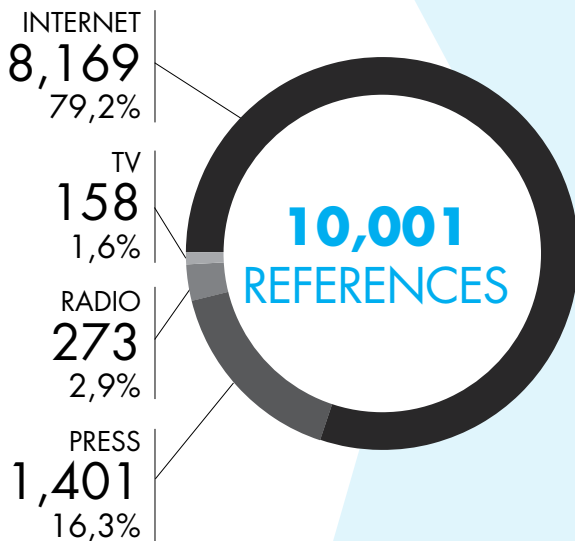 INTERNET
8,169
79,2%
TV
158
1,6%
RADIO
273
2,9%
PRESS
1,401
16,3%
10,001
REFERENCES